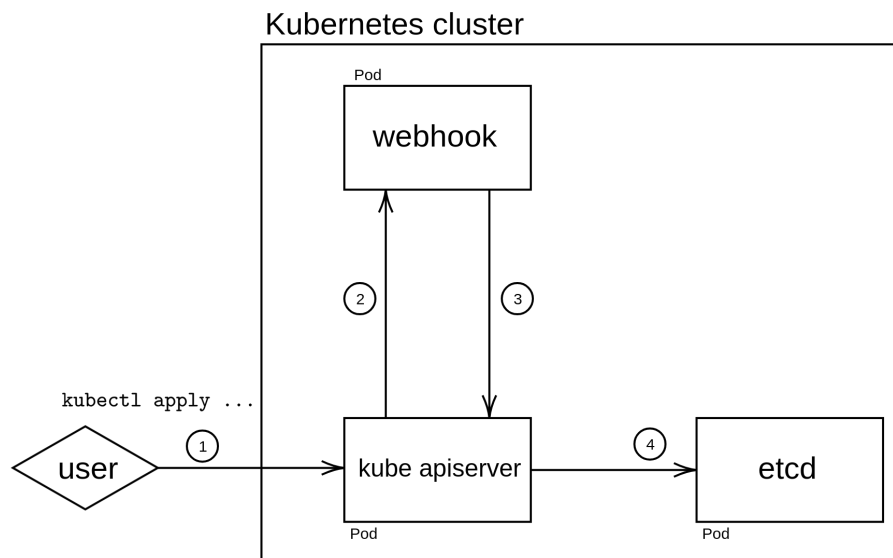 Kubernetes cluster
Pod
webhook
2
3
kubectl apply ...
1
user
kube apiserver
Pod
4
etcd
Pod